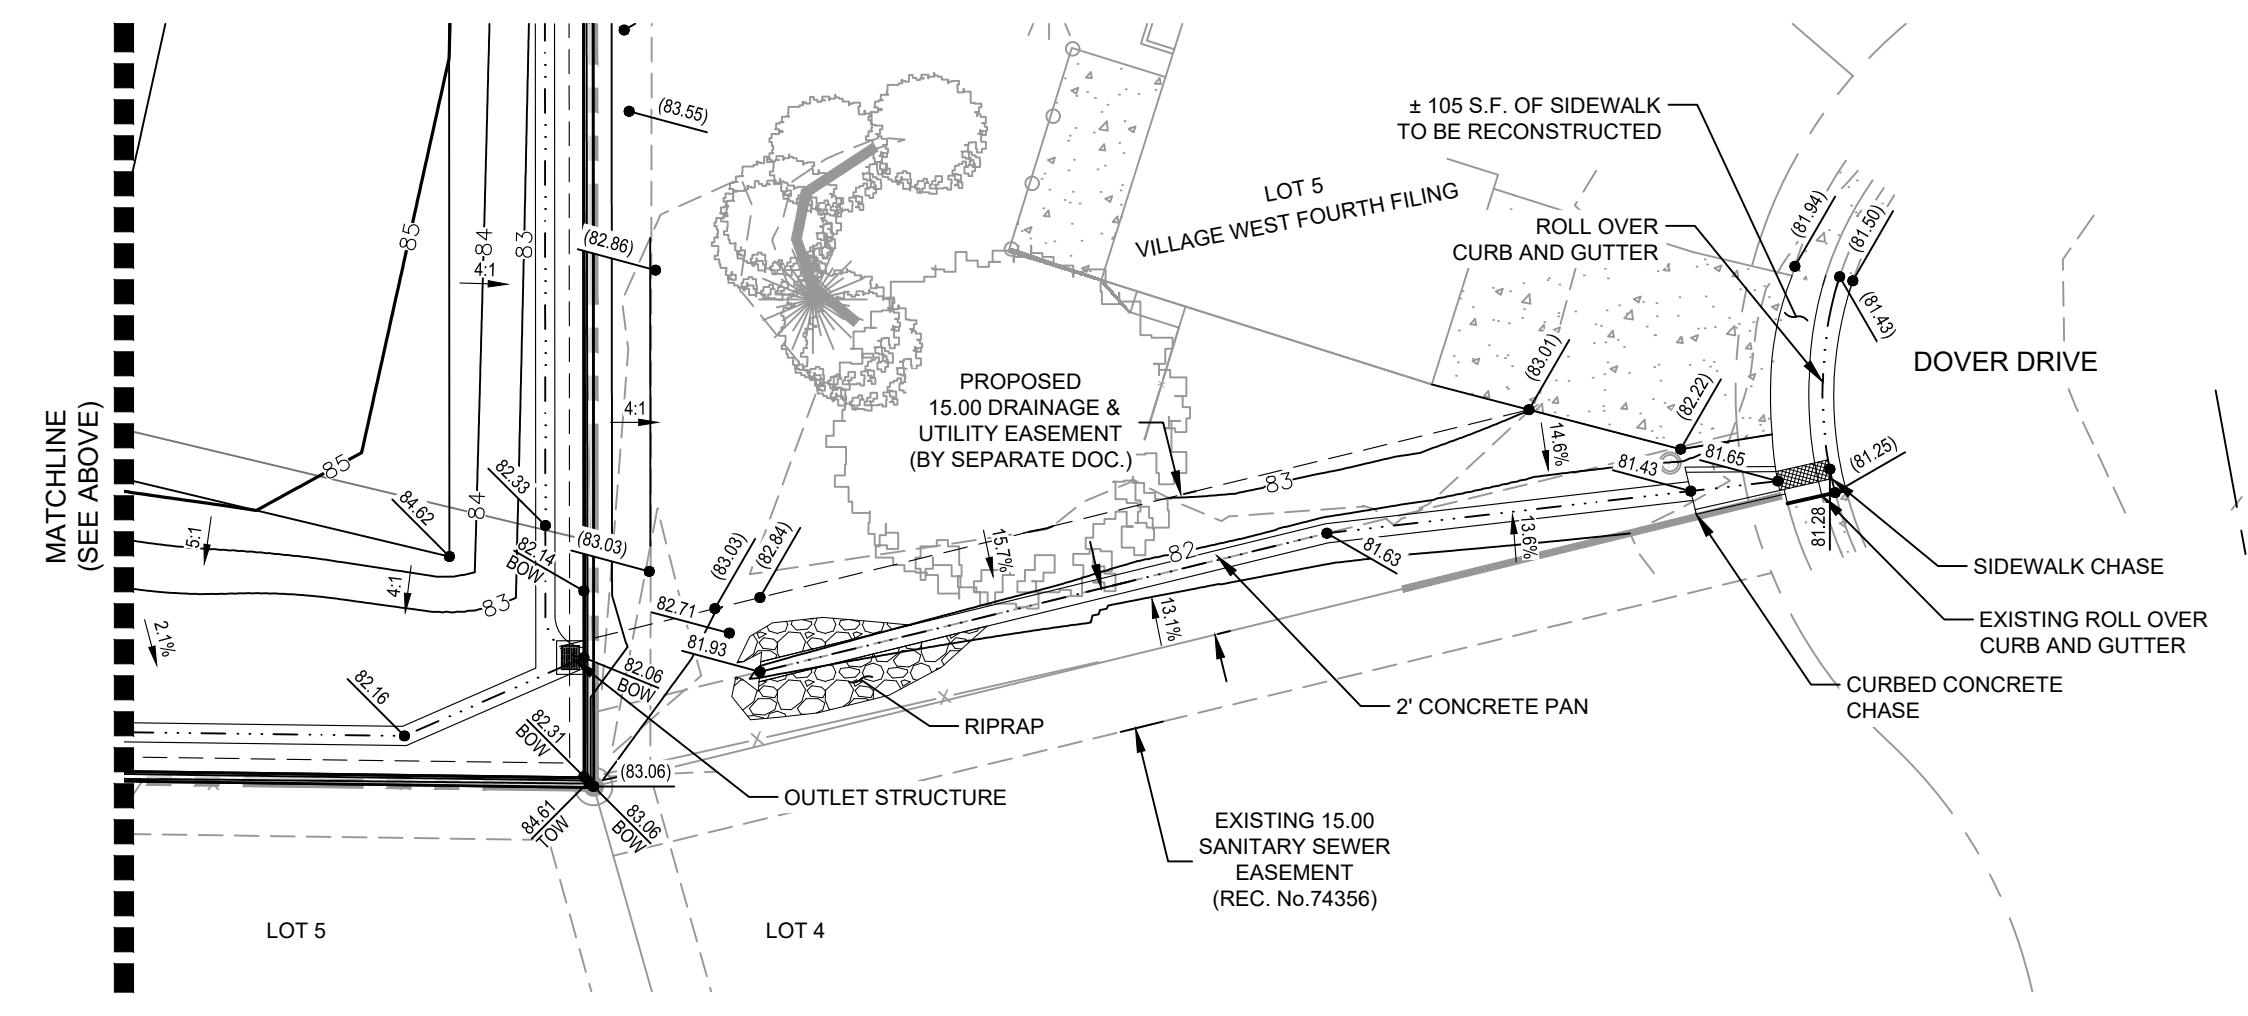 MATCHLINE
(SEE ABOVE)
85
84
83
4:1
(83.55)
(82.86)
4:1
LOT 5
VILLAGE WEST FOURTH FILING
± 105 S.F. OF SIDEWALK
TO BE RECONSTRUCTED
ROLL OVER
CURB AND GUTTER
(81.94)
(81.50)
(81.43)
DOVER DRIVE
PROPOSED
15.00 DRAINAGE &
UTILITY EASEMENT
(BY SEPARATE DOC.)
(83.01)
(82.22)
14.6%
81.43
81.65
(81.25)
81.28
83
85
84
84.62
82.33
82.14
BOW
(83.03)
(83.03)
(82.84)
15.7%
82
81.63
13.6%
5:1
4:1
83
2.1%
82.71
81.93
82.06
BOW
13.1%
82.16
82.31
BOW
(83.06)
84.61
TOW
83.06
BOW
RIPRAP
OUTLET STRUCTURE
2' CONCRETE PAN
SIDEWALK CHASE
EXISTING ROLL OVER
CURB AND GUTTER
CURBED CONCRETE
CHASE
EXISTING 15.00
SANITARY SEWER
EASEMENT
(REC. No.74356)
LOT 5
LOT 4